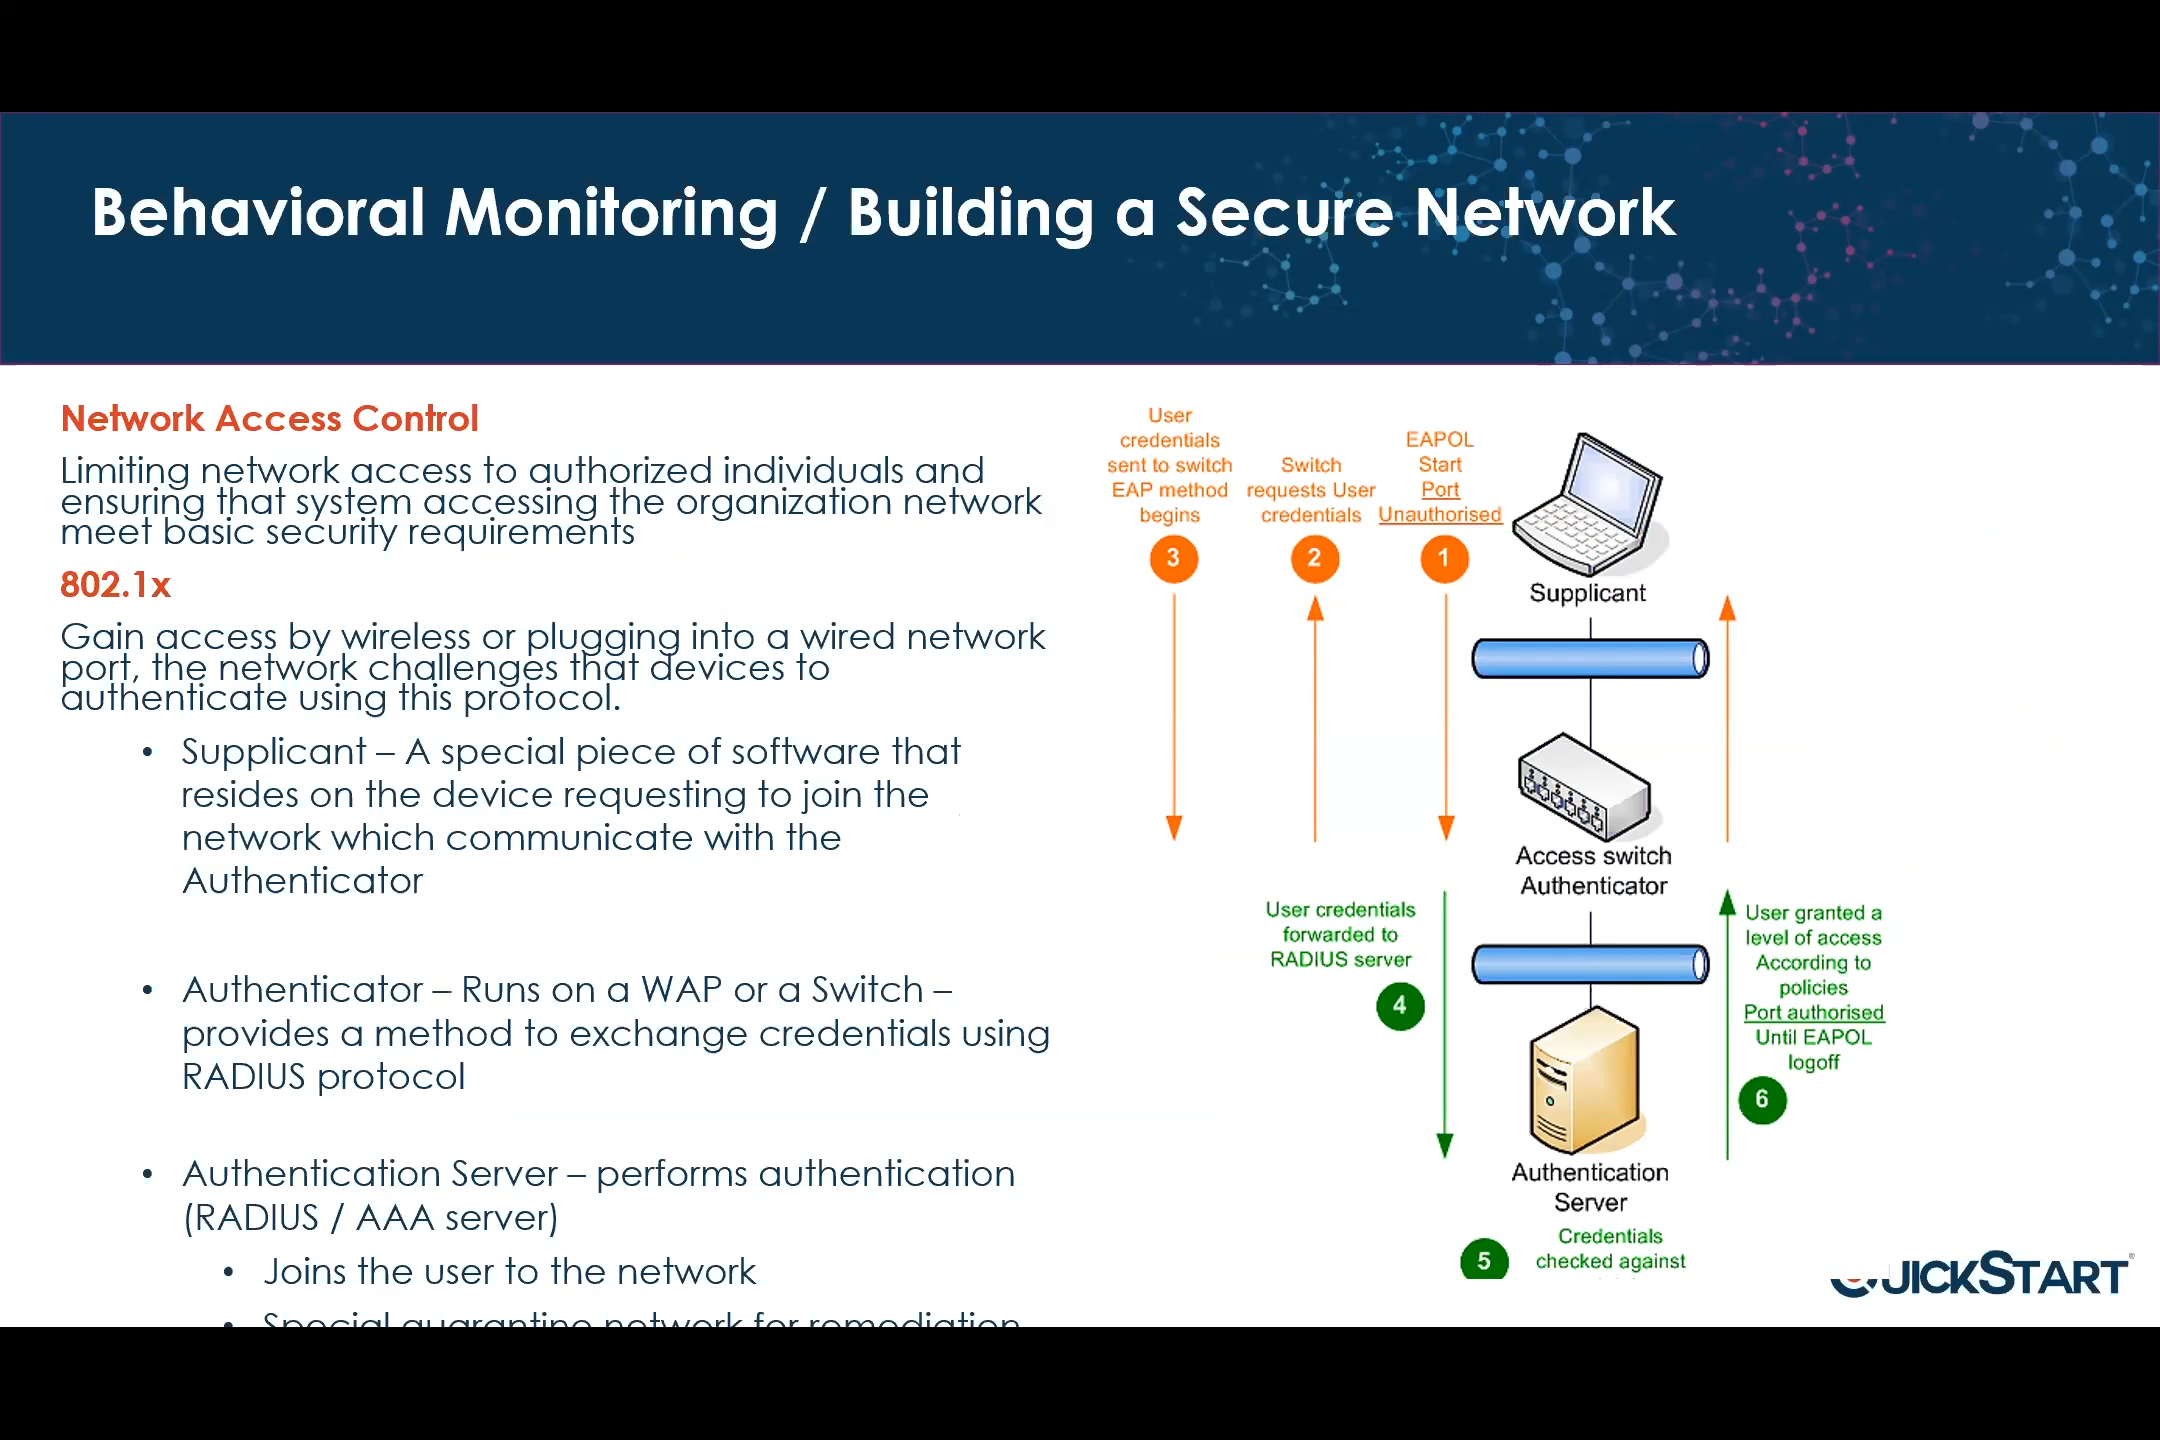 Behavioral Monitoring / Building a Secure Network
Network Access Control
Limiting network access to authorized individuals and
ensuring that system accessing the organization network
meet basic security requirements
802.1x
Gain access by wireless or plugging into a wired network
port, the network challenges that devices to
authenticate using this protocol.
• Supplicant – A special piece of software that
resides on the device requesting to join the
network which communicate with the
Authenticator
• Authenticator – Runs on a WAP or a Switch –
provides a method to exchange credentials using
RADIUS protocol
• Authentication Server – performs authentication
(RADIUS / AAA server)
• Joins the user to the network
• Special quarantine network for remediation
User
credentials
sent to switch
EAP method
begins
3
Switch
requests User
credentials
2
EAPOL
Start
Port
Unauthorised
1
Supplicant
Access switch
Authenticator
User credentials
forwarded to
RADIUS server
4
User granted a
level of access
According to
policies
Port authorised
Until EAPOL
logoff
6
Authentication
Server
5
Credentials
checked against
QUICKSTART®